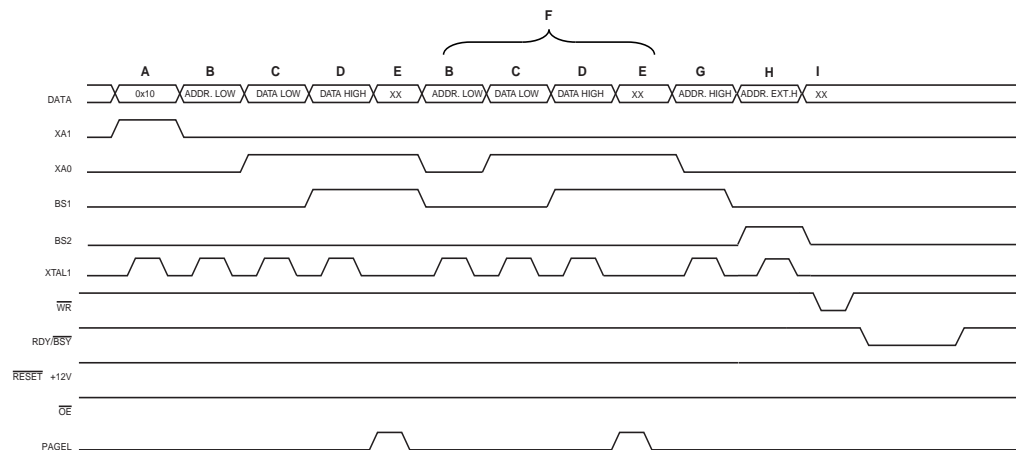 F
A B C D E B C D E G H I
DATA 0x10 ADDR. LOW DATA LOW DATA HIGH XX ADDR. LOW DATA LOW DATA HIGH XX ADDR. HIGH ADDR. EXT.H XX
XA1
XA0
BS1
BS2
XTAL1
WR
RDY/BSY
RESET +12V
OE
PAGEL